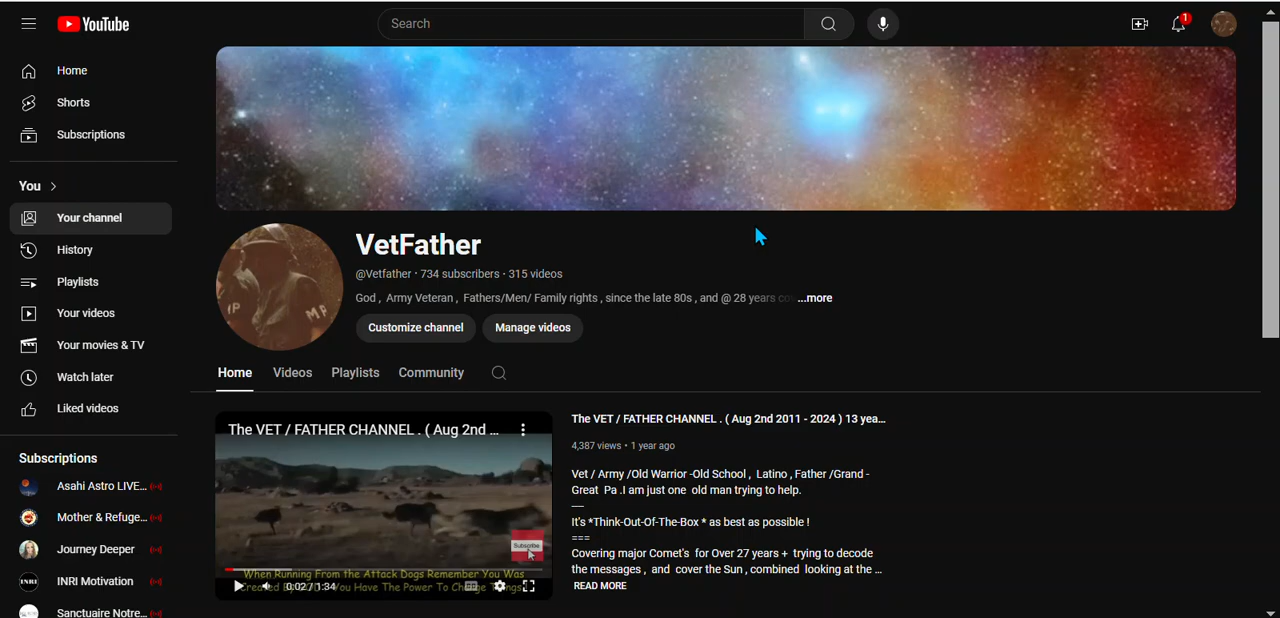 YouTube
Search
1
Home
Shorts
Subscriptions
You
Your channel
History
Playlists
Your videos
Your movies & TV
Watch later
Liked videos
Subscriptions
Asahi Astro LIVE...
Mother & Refuge...
Journey Deeper
INRI
INRI Motivation
Sanctuaire Notre...
MP
VetFather
@Vetfather · 734 subscribers · 315 videos
God , Army Veteran , Fathers/Men/ Family rights , since the late 80s , and @ 28 years ...more
Customize channel
Manage videos
Home
Videos
Playlists
Community
The VET / FATHER CHANNEL . ( Aug 2nd ...
Subscribe
When Running From the Attack Dogs Remember You Was
0:02 / 1:34
The VET / FATHER CHANNEL . ( Aug 2nd 2011 - 2024 ) 13 yea...
4,387 views · 1 year ago
Vet / Army /Old Warrior -Old School , Latino , Father /Grand -
Great Pa .I am just one old man trying to help.
—
It's *Think-Out-Of-The-Box * as best as possible !
===
Covering major Comet's for Over 27 years + trying to decode
the messages , and cover the Sun , combined looking at the ...
READ MORE